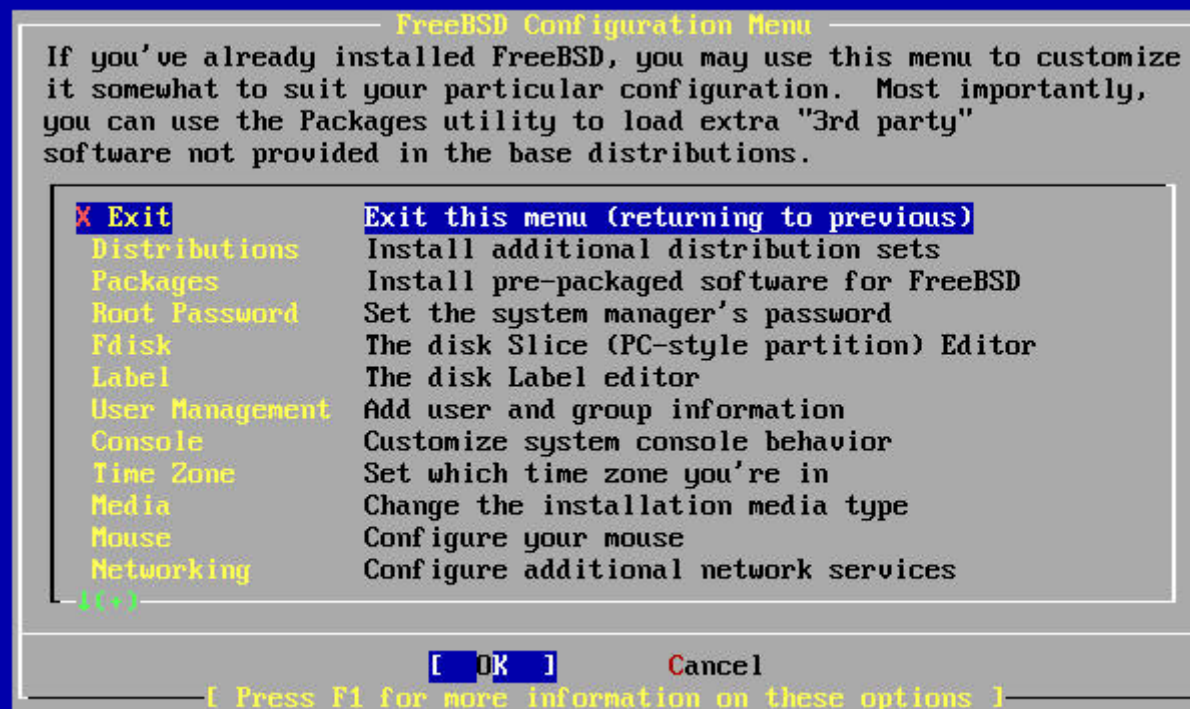 FreeBSD Configuration Menu
If you've already installed FreeBSD, you may use this menu to customize
it somewhat to suit your particular configuration.  Most importantly,
you can use the Packages utility to load extra "3rd party"
software not provided in the base distributions.
X Exit Exit this menu (returning to previous)
Distributions Install additional distribution sets
Packages Install pre-packaged software for FreeBSD
Root Password Set the system manager's password
Fdisk The disk Slice (PC-style partition) Editor
Label The disk Label editor
User Management Add user and group information
Console Customize system console behavior
Time Zone Set which time zone you're in
Media Change the installation media type
Mouse Configure your mouse
Networking Configure additional network services
↓(+)
[ OK ] Cancel
[ Press F1 for more information on these options ]